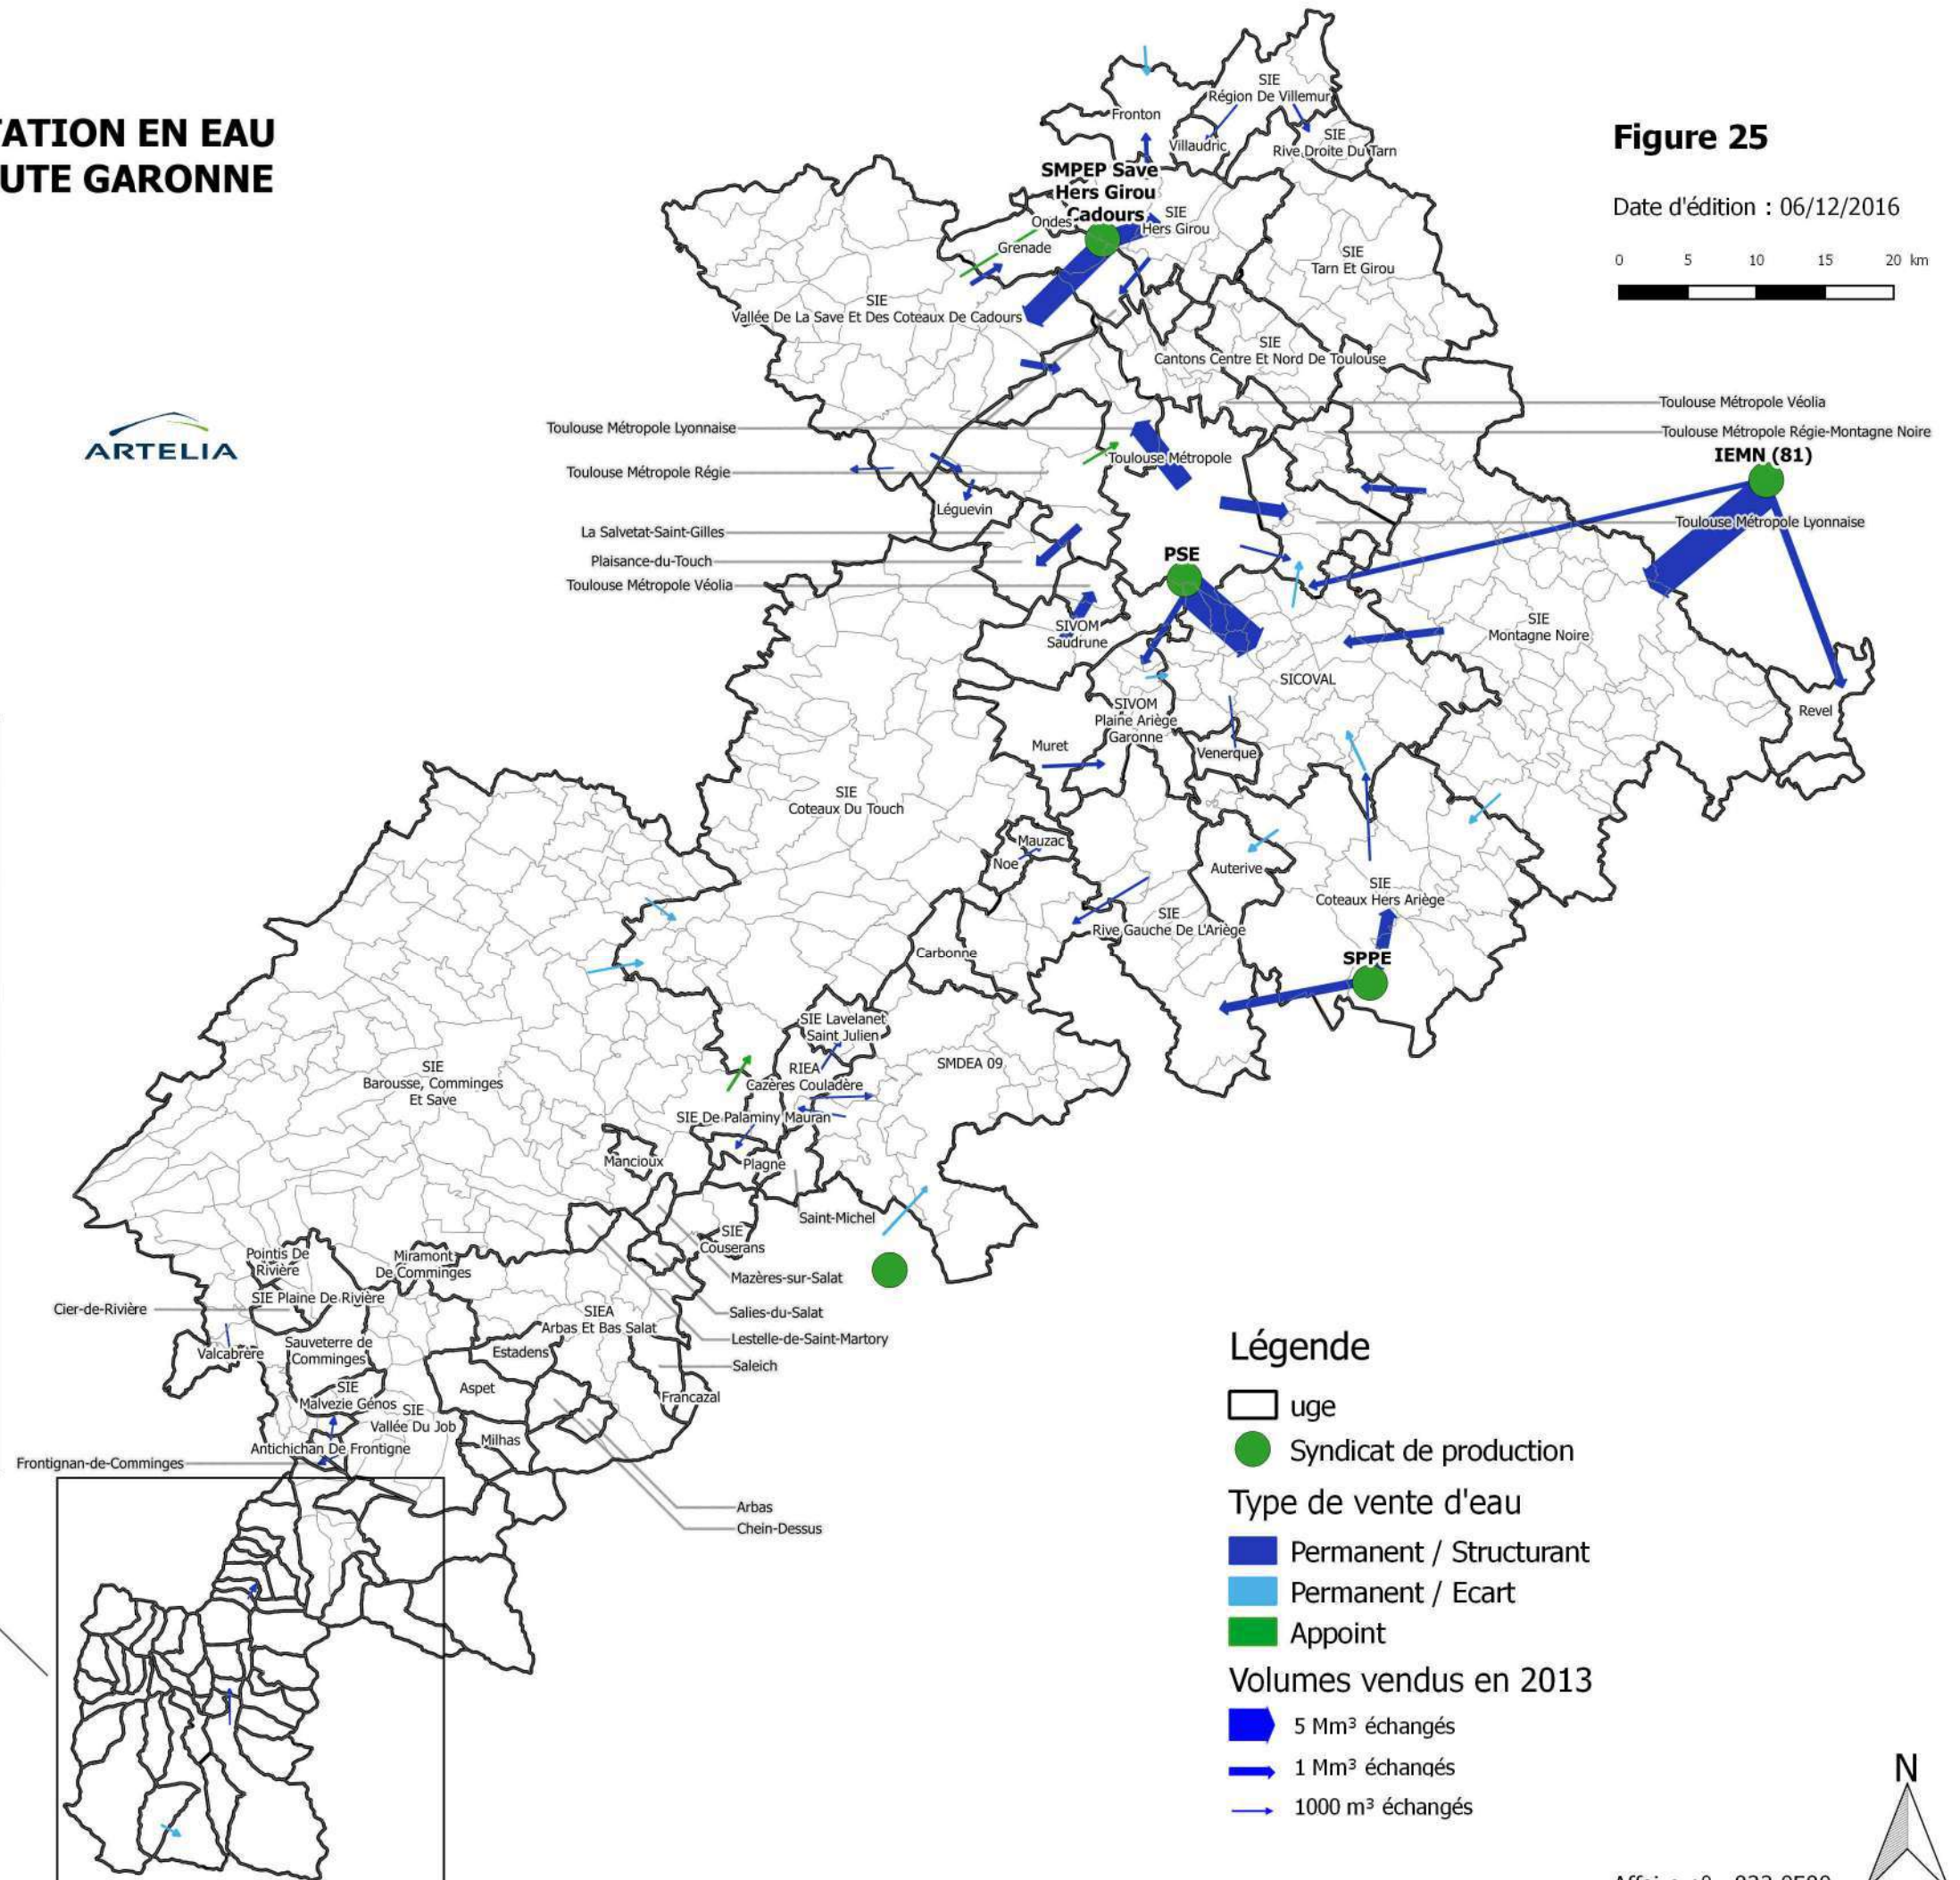 TATION EN EAU
UTE GARONNE
ARTELIA
Figure 25
Date d'édition : 06/12/2016
0 5 10 15 20 km
SIE
Région De Villemur
Fronton
Villaudric
SIE
Rive Droite Du Tarn
SMPEP Save
Hers Girou
Cadours
Ondes
SIE
Hers Girou
Grenade
SIE
Tarn Et Girou
SIE
Vallée De La Save Et Des Coteaux De Cadours
SIE
Cantons Centre Et Nord De Toulouse
Toulouse Métropole Véolia
Toulouse Métropole Lyonnaise
Toulouse Métropole Régie-Montagne Noire
IEMN (81)
Toulouse Métropole
Toulouse Métropole Régie
Léguevin
Toulouse Métropole Lyonnaise
La Salvetat-Saint-Gilles
PSE
Plaisance-du-Touch
Toulouse Métropole Véolia
SIVOM
Saudrune
SIE
Montagne Noire
SICOVAL
SIVOM
Plaine Ariège
Garonne
Revel
Muret
Venerque
SIE
Coteaux Du Touch
Mauzac
Noe
Auterive
SIE
Coteaux Hers Ariège
SIE
Rive Gauche De L'Ariège
Carbonne
SPPE
SIE Lavelanet
Saint Julien
SMDEA 09
RIEA
Cazères Couladère
SIE
Barousse, Comminges
Et Save
SIE De Palaminy Mauran
Mancioux
Plagne
Saint-Michel
SIE
Couserans
Pointis De
Rivière
Miramont
De Comminges
Mazères-sur-Salat
SIE Plaine De Rivière
Cier-de-Rivière
Salies-du-Salat
SIEA
Arbas Et Bas Salat
Lestelle-de-Saint-Martory
Valcabrère
Sauveterre de
Comminges
Estadens
Saleich
Aspet
Francazal
SIE
Malvezie Génos
SIE
Vallée Du Job
Milhas
Antichichan De Frontigne
Frontignan-de-Comminges
Arbas
Chein-Dessus
Légende
uge
Syndicat de production
Type de vente d'eau
Permanent / Structurant
Permanent / Ecart
Appoint
Volumes vendus en 2013
5 Mm³ échangés
1 Mm³ échangés
1000 m³ échangés
N